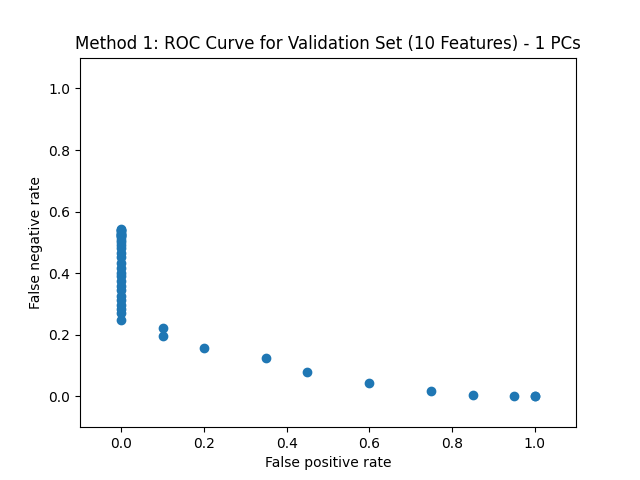 Method 1: ROC Curve for Validation Set (10 Features) - 1 PCs
1.0
0.8
0.6
0.4
0.2
0.0
False negative rate
0.0 0.2 0.4 0.6 0.8 1.0
False positive rate